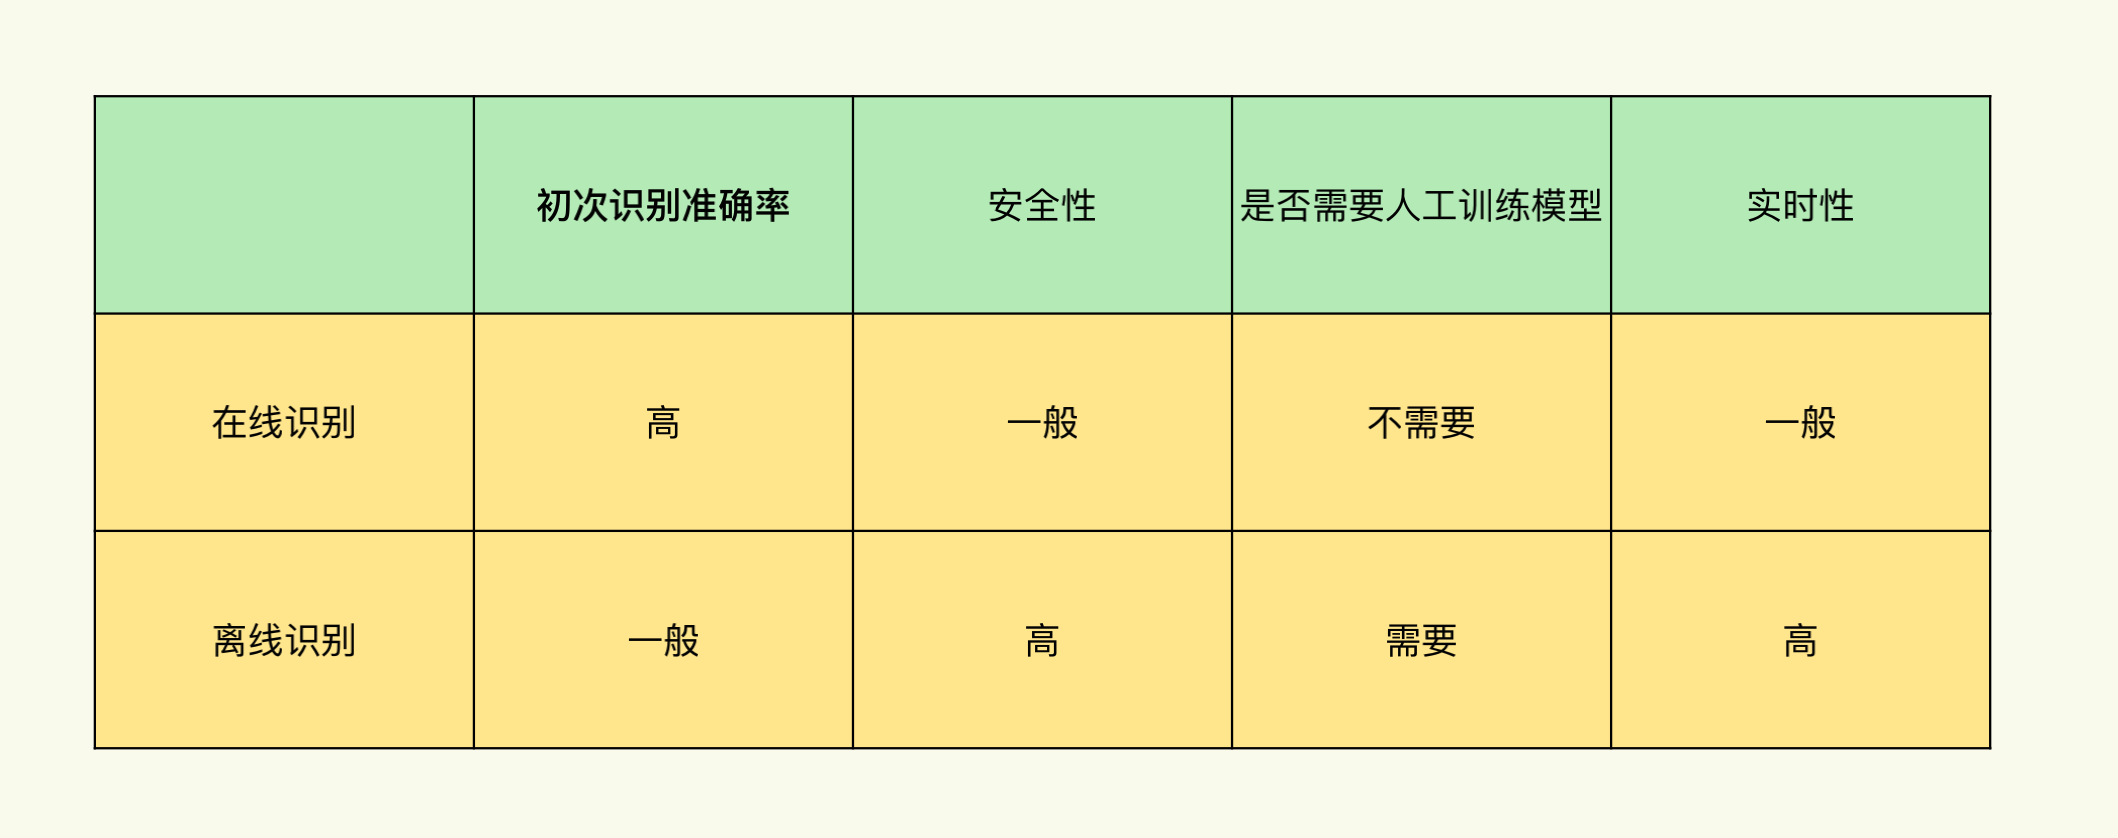 初次识别准确率
安全性
是否需要人工训练模型
实时性
在线识别
高
一般
不需要
一般
离线识别
一般
高
需要
高